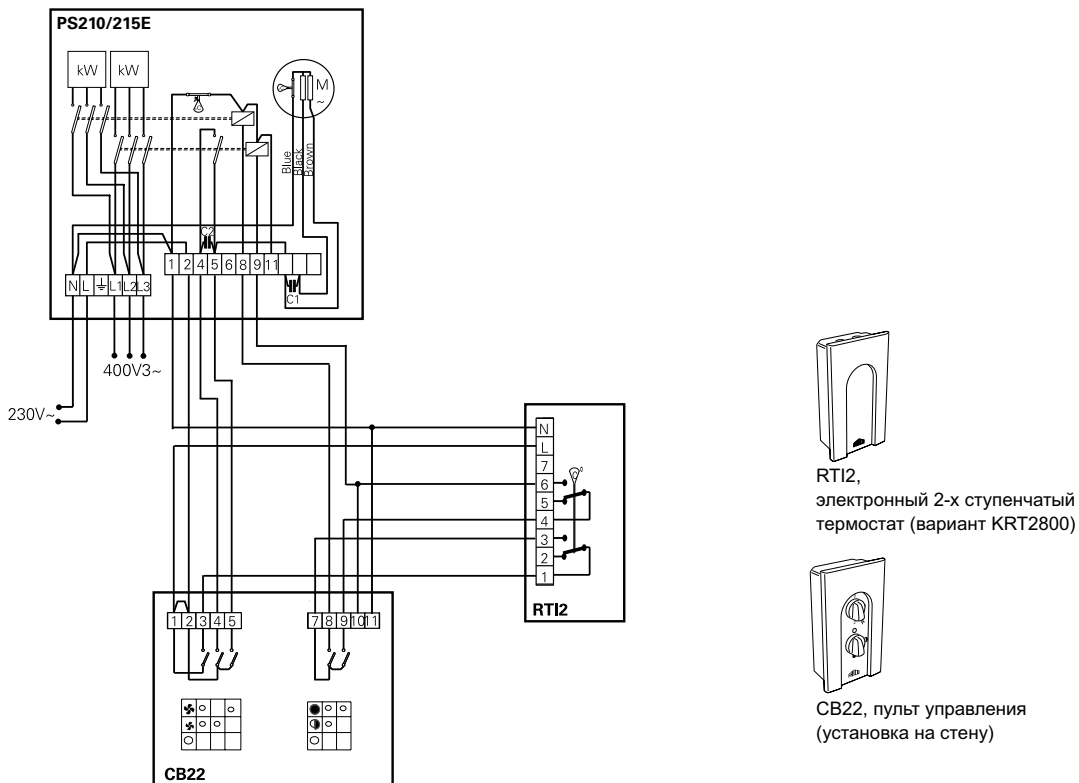 PS210/215E
kW kW
M
~
Blue
Black
Brown
C2
1 2 4 5 6 8 9 11
N L L1 L2 L3
C1
400V3~
230V~
N
L
7
6
5
4
3
2
1
RTI2
1 2 3 4 5
7 8 9 10 11
CB22
RTI2,
электронный 2-х ступенчатый
термостат (вариант KRT2800)
CB22, пульт управления
(установка на стену)